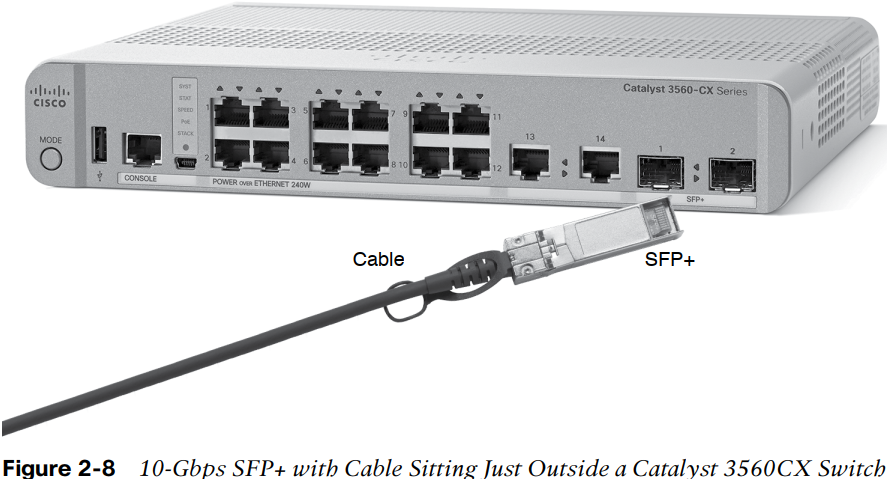 Catalyst 3560-CX Series
CISCO
SYST
STAT
SPEED
PoE
STACK
MODE
1 3 5 7 9 11
13 14 1 2
2 4 6 8 10 12
CONSOLE
POWER OVER ETHERNET 240W
SFP+
Cable
SFP+
Figure 2-8 10-Gbps SFP+ with Cable Sitting Just Outside a Catalyst 3560CX Switch